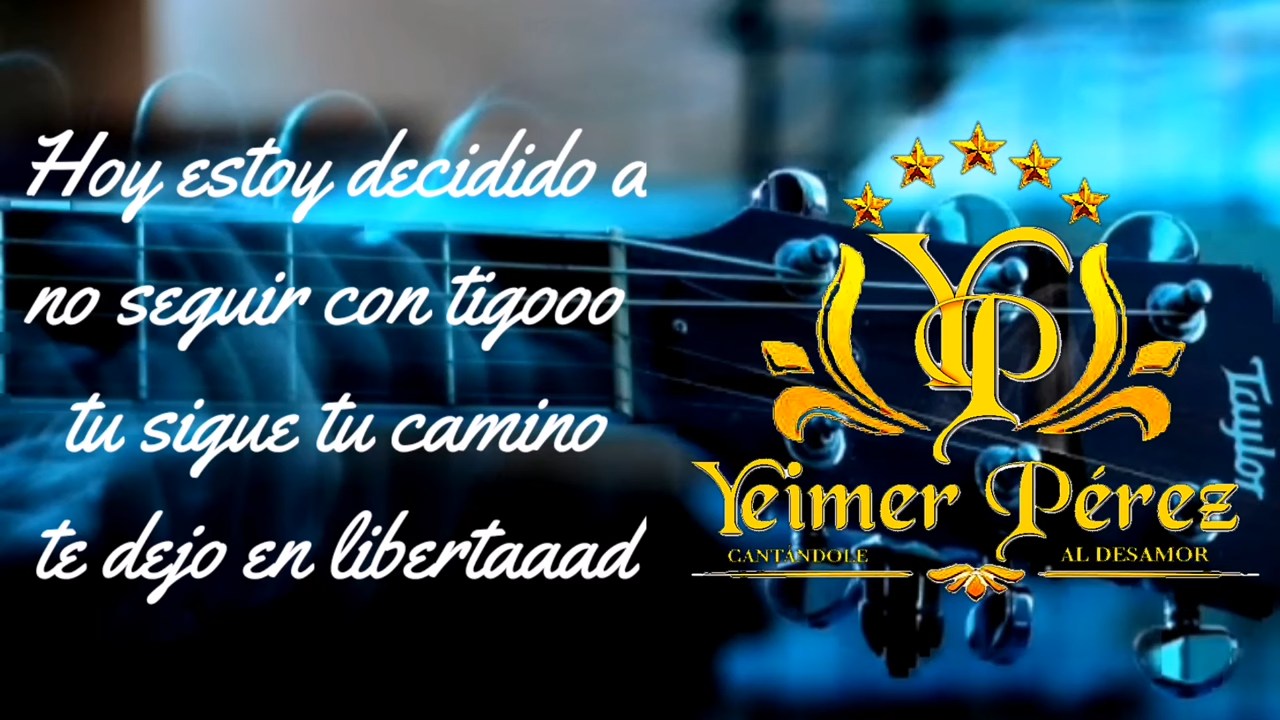 Hoy estoy decidido a
no seguir con tigooo
tu sigue tu camino
te dejo en libertaaad
YP
Yeimer Pérez
CANTÁNDOLE AL DESAMOR
Taylor